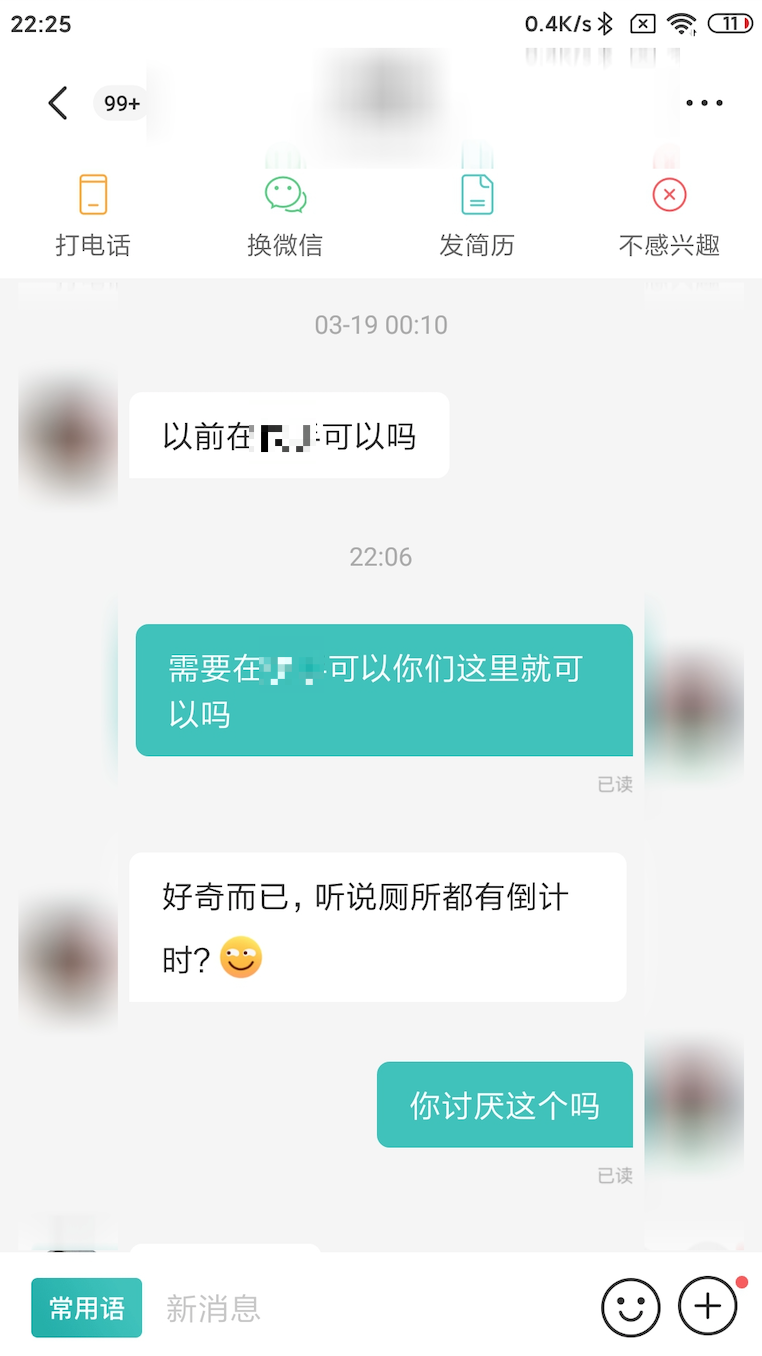 22:25
0.4K/s
11
99+
打电话
换微信
发简历
不感兴趣
03-19 00:10
以前在 可以吗
22:06
需要在 可以你们这里就可
以吗
已读
好奇而已，听说厕所都有倒计
时?
你讨厌这个吗
已读
常用语
新消息